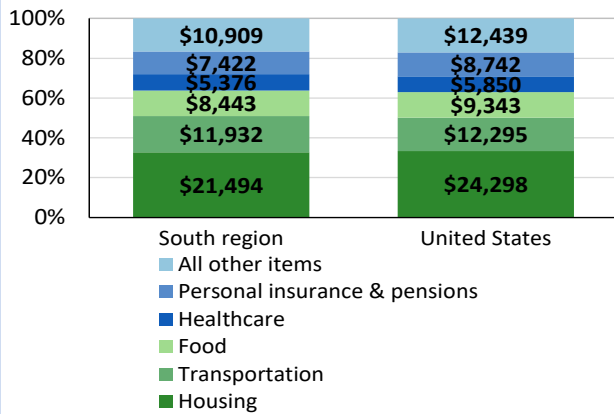 100%
80%
60%
40%
20%
0%
$10,909
$7,422
$5,376
$8,443
$11,932
$21,494
$12,439
$8,742
$5,850
$9,343
$12,295
$24,298
South region
United States
All other items
Personal insurance & pensions
Healthcare
Food
Transportation
Housing